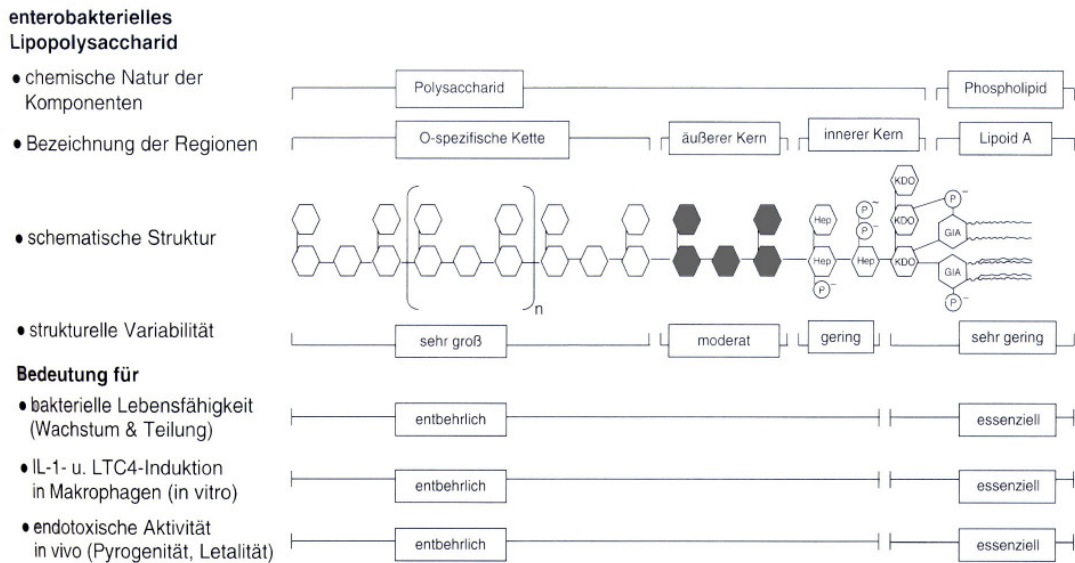 enterobakterielles
Lipopolysaccharid
• chemische Natur der
Komponenten
Polysaccharid
Phospholipid
• Bezeichnung der Regionen
O-spezifische Kette
äußerer Kern
innerer Kern
Lipoid A
• schematische Struktur
KDO
P~
P~
P−
Hep
KDO
GlA
Hep
Hep
KDO
GlA
P−
P−
n
• strukturelle Variabilität
sehr groß
moderat
gering
sehr gering
Bedeutung für
• bakterielle Lebensfähigkeit
(Wachstum & Teilung)
entbehrlich
essenziell
• IL-1- u. LTC4-Induktion
in Makrophagen (in vitro)
entbehrlich
essenziell
• endotoxische Aktivität
in vivo (Pyrogenität, Letalität)
entbehrlich
essenziell